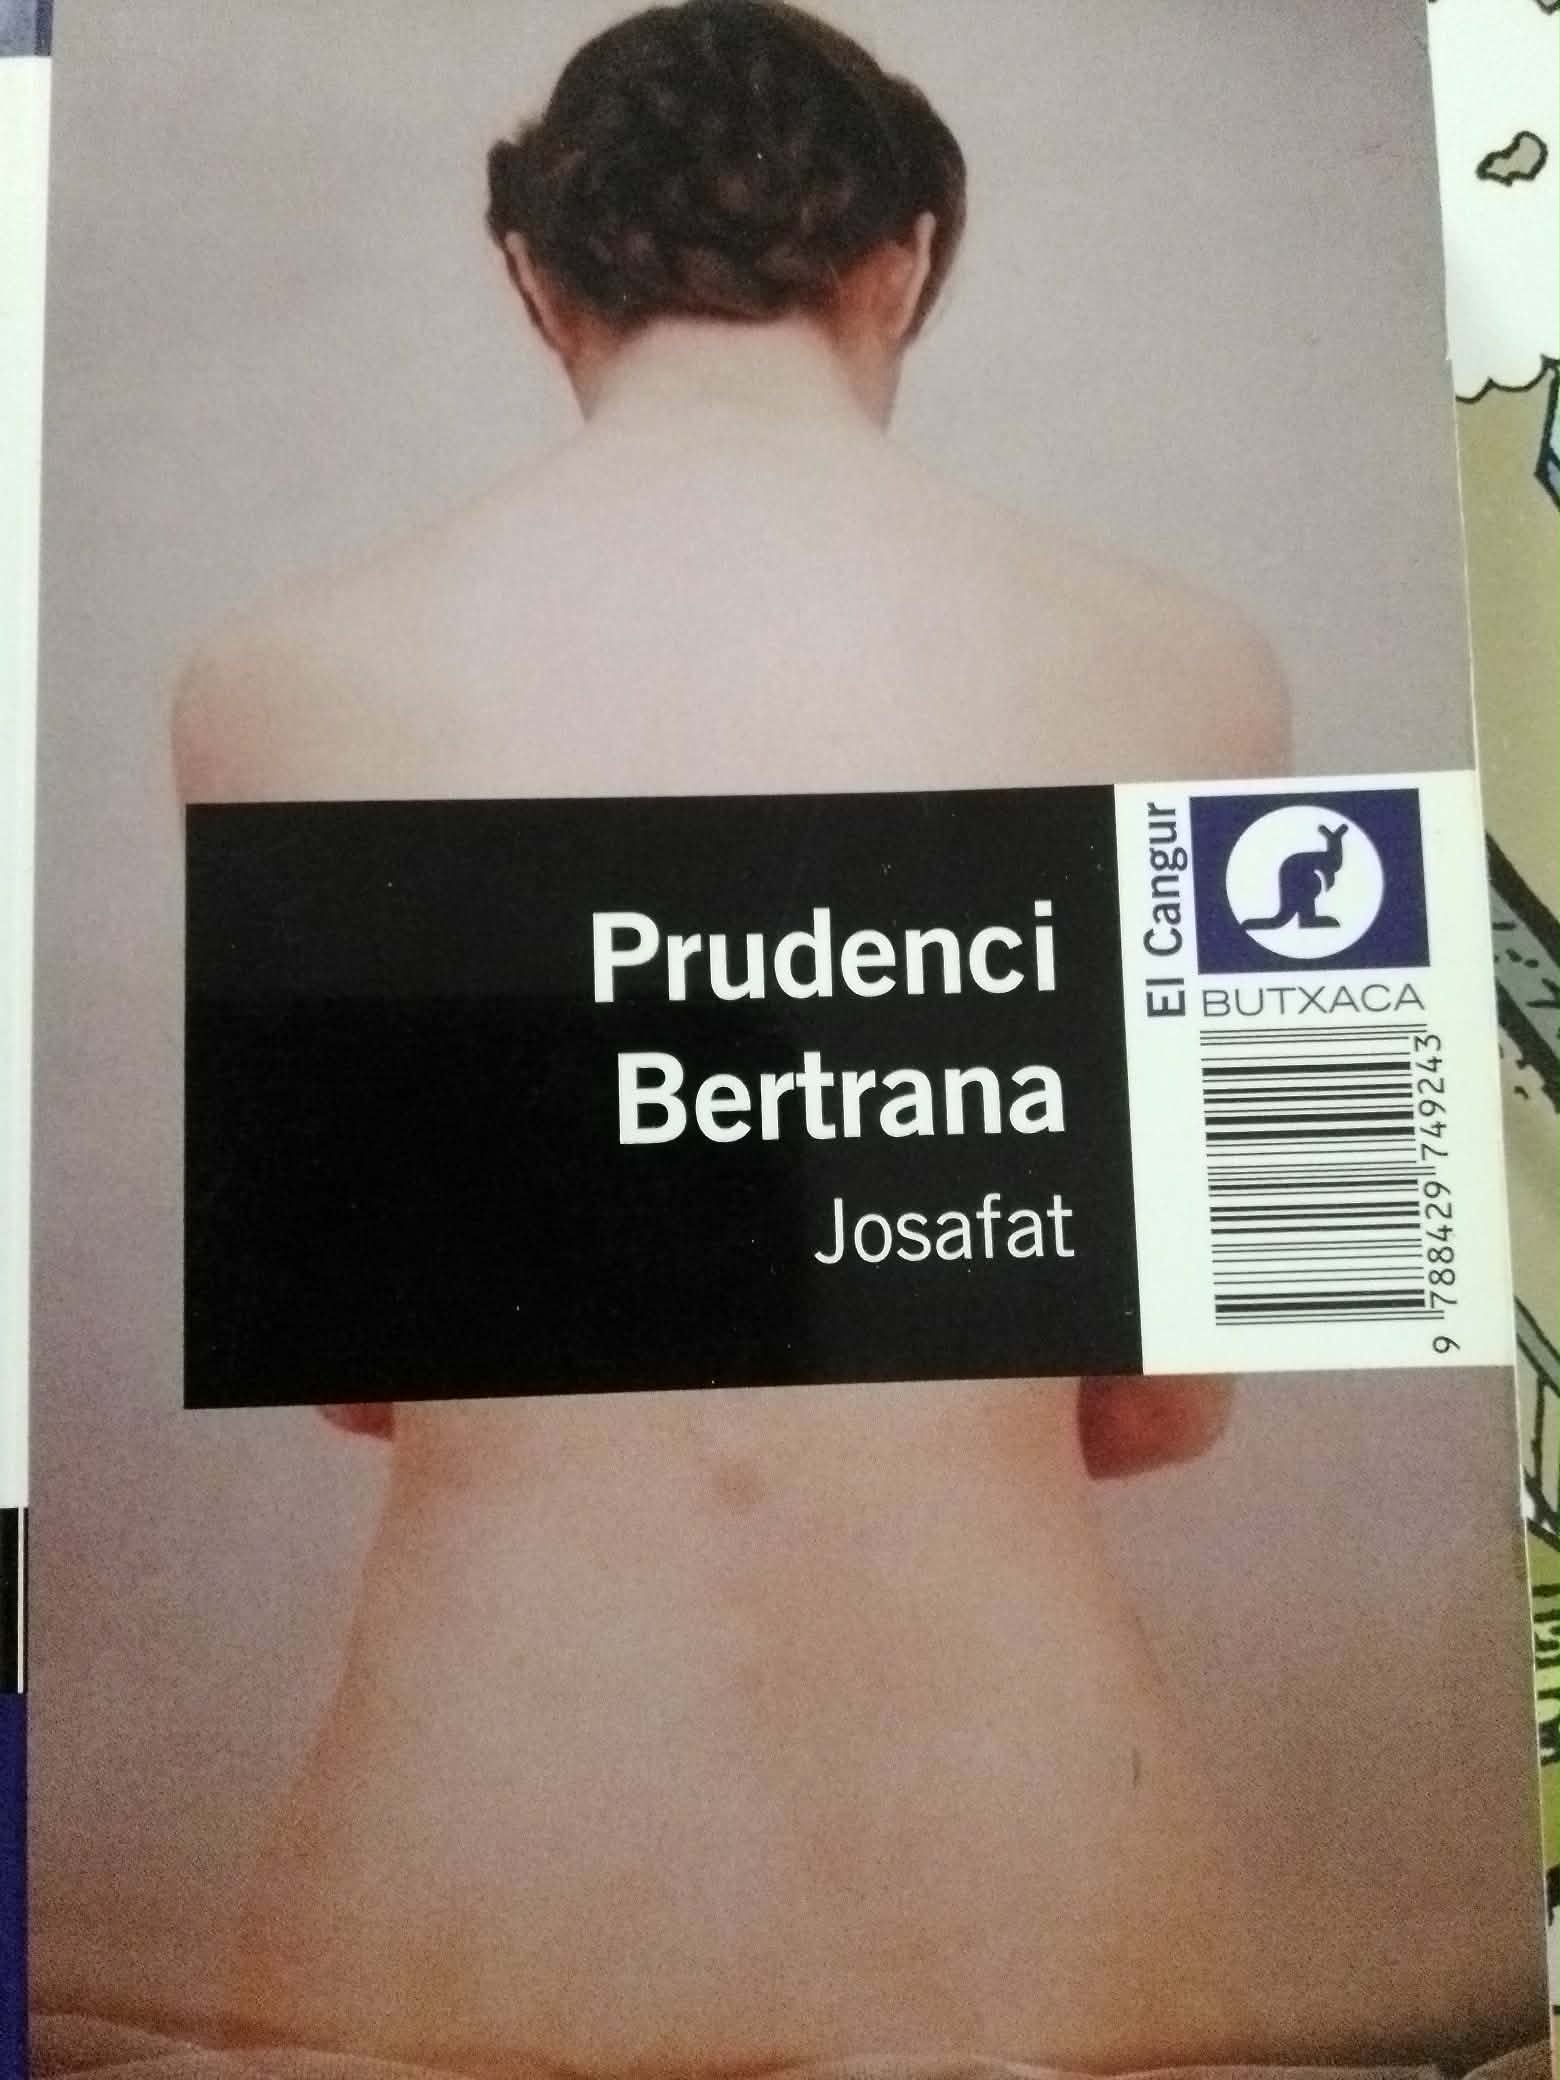 Prudenci
Bertrana
Josafat
El Cangur
BUTXACA
9 788429 749243